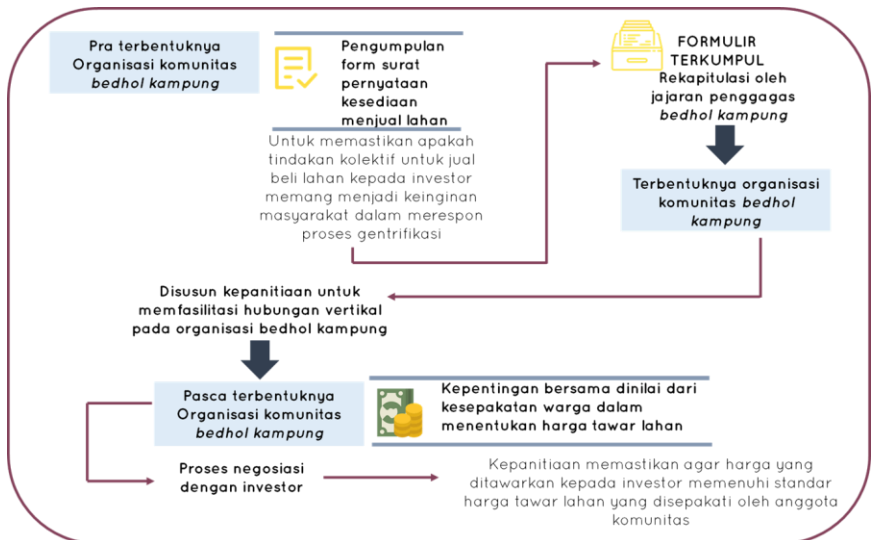 Pra terbentuknya
Organisasi komunitas
bedhol kampung
Pengumpulan
form surat
pernyataan
kesediaan
menjual lahan
Untuk memastikan apakah
tindakan kolektif untuk jual
beli lahan kepada investor
memang menjadi keinginan
masyarakat dalam merespon
proses gentrifikasi
FORMULIR
TERKUMPUL
Rekapitulasi oleh
jajaran penggagas
bedhol kampung
Terbentuknya organisasi
komunitas bedhol
kampung
Disusun kepanitiaan untuk
memfasilitasi hubungan vertikal
pada organisasi bedhol kampung
Pasca terbentuknya
Organisasi komunitas
bedhol kampung
Kepentingan bersama dinilai dari
kesepakatan warga dalam
menentukan harga tawar lahan
Proses negosiasi
dengan investor
Kepanitiaan memastikan agar harga yang
ditawarkan kepada investor memenuhi standar
harga tawar lahan yang disepakati oleh anggota
komunitas